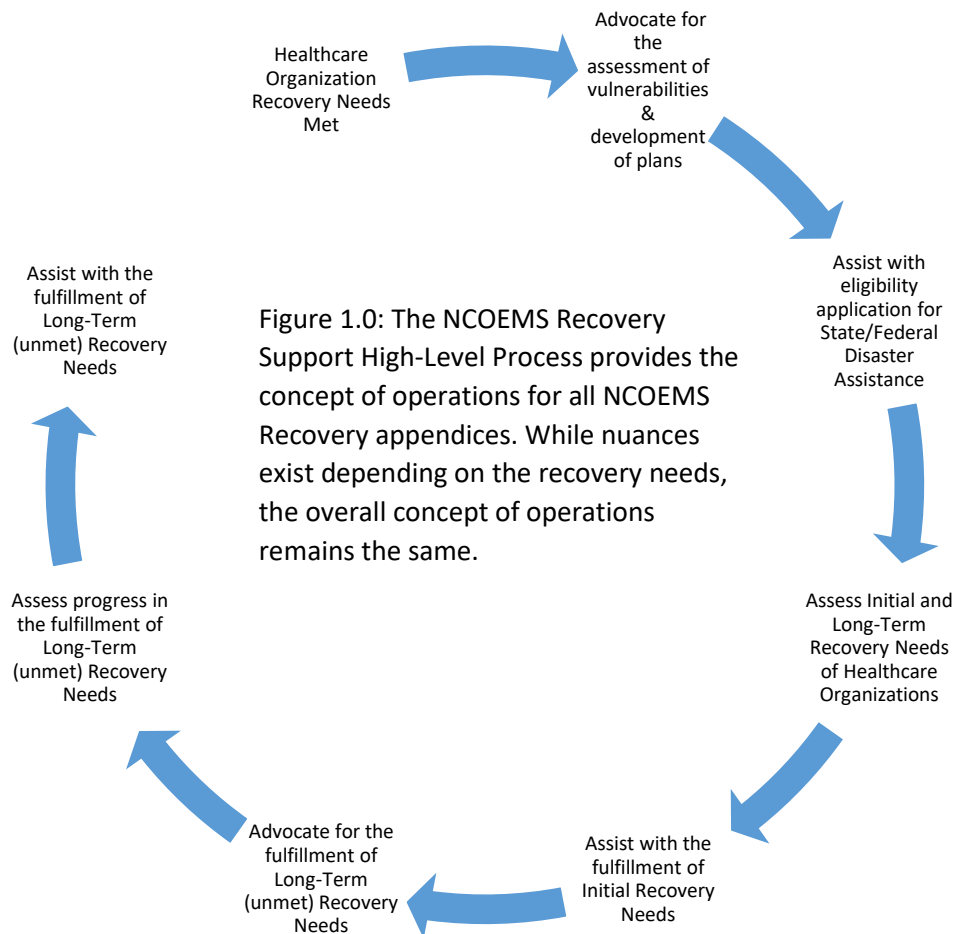 Healthcare
Organization
Recovery Needs
Met
Advocate for
the
assessment of
vulnerabilities
&
development
of plans
Assist with
eligibility
application for
State/Federal
Disaster
Assistance
Assess Initial and
Long-Term
Recovery Needs
of Healthcare
Organizations
Assist with the
fulfillment of
Initial Recovery
Needs
Advocate for the
fulfillment of
Long-Term
(unmet) Recovery
Needs
Assess progress in
the fulfillment of
Long-Term
(unmet) Recovery
Needs
Assist with the
fulfillment of
Long-Term
(unmet) Recovery
Needs
Figure 1.0: The NCOEMS Recovery
Support High-Level Process provides the
concept of operations for all NCOEMS
Recovery appendices. While nuances
exist depending on the recovery needs,
the overall concept of operations
remains the same.